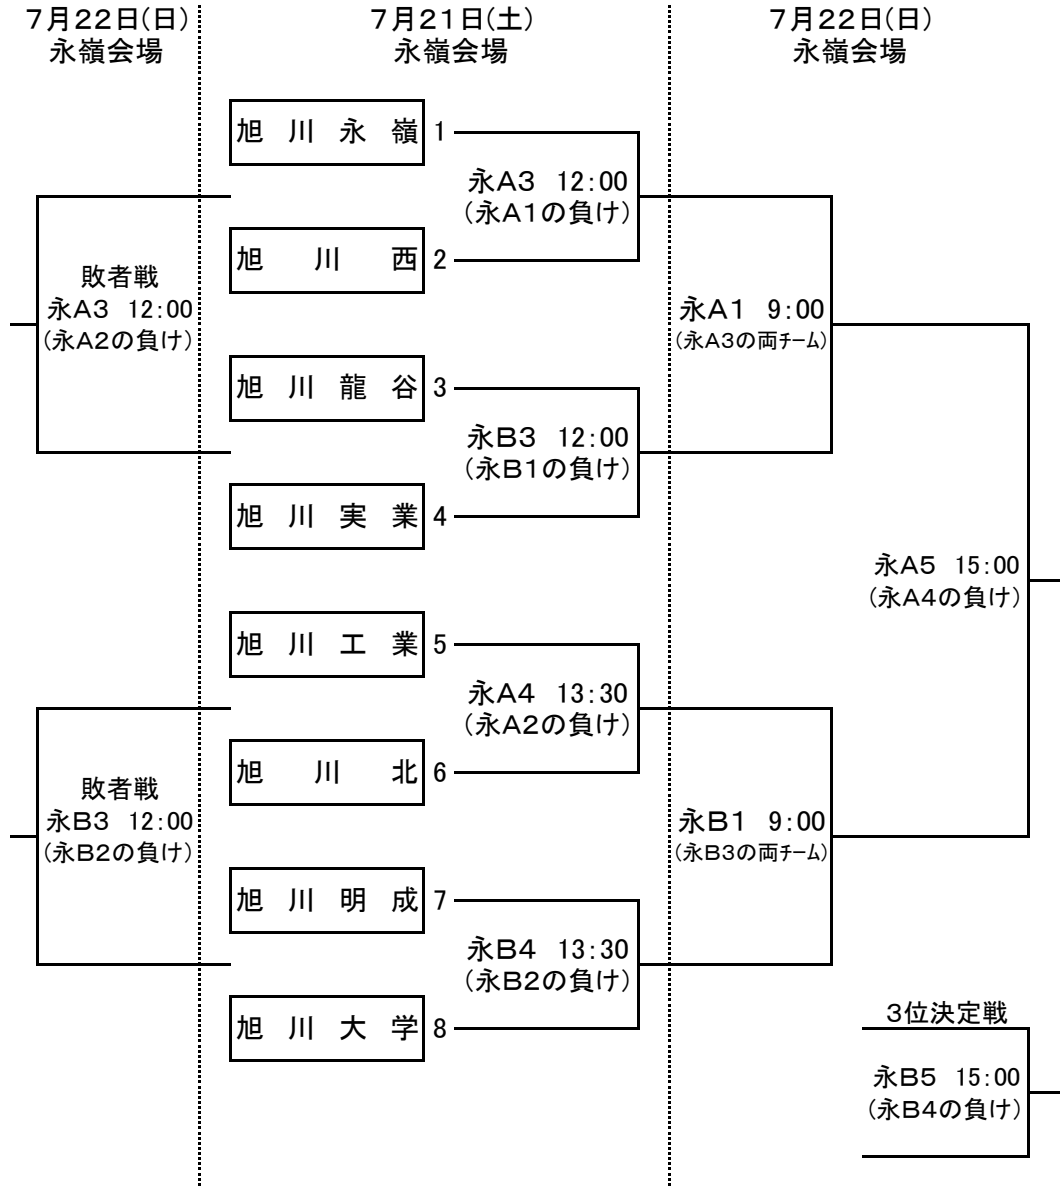 ７月２２日(日)
永嶺会場
７月２１日(土)
永嶺会場
７月２２日(日)
永嶺会場
旭川永嶺 1
永Ａ３ 12:00
(永Ａ１の負け)
旭川西 2
敗者戦
永Ａ３ 12:00
(永Ａ２の負け)
永Ａ１ 9:00
(永Ａ３の両チーム)
旭川龍谷 3
永Ｂ３ 12:00
(永Ｂ１の負け)
旭川実業 4
永Ａ５ 15:00
(永Ａ４の負け)
旭川工業 5
永Ａ４ 13:30
(永Ａ２の負け)
旭川北 6
敗者戦
永Ｂ３ 12:00
(永Ｂ２の負け)
永Ｂ１ 9:00
(永Ｂ３の両チーム)
旭川明成 7
永Ｂ４ 13:30
(永Ｂ２の負け)
旭川大学 8
３位決定戦
永Ｂ５ 15:00
(永Ｂ４の負け)